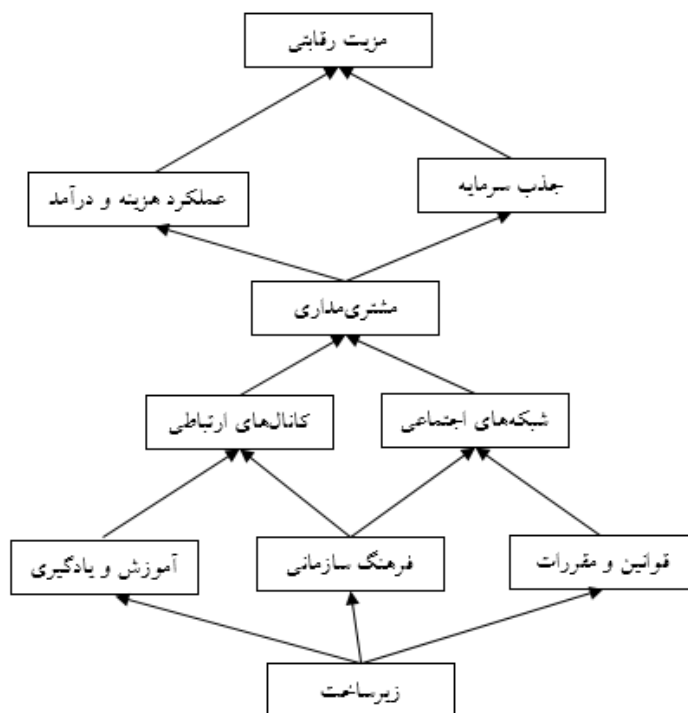 مزیت رقابتی
جذب سرمایه
عملکرد هزینه و درآمد
مشتری‌مداری
شبکه‌های اجتماعی
کانال‌های ارتباطی
قوانین و مقررات
فرهنگ سازمانی
آموزش و یادگیری
زیرساخت